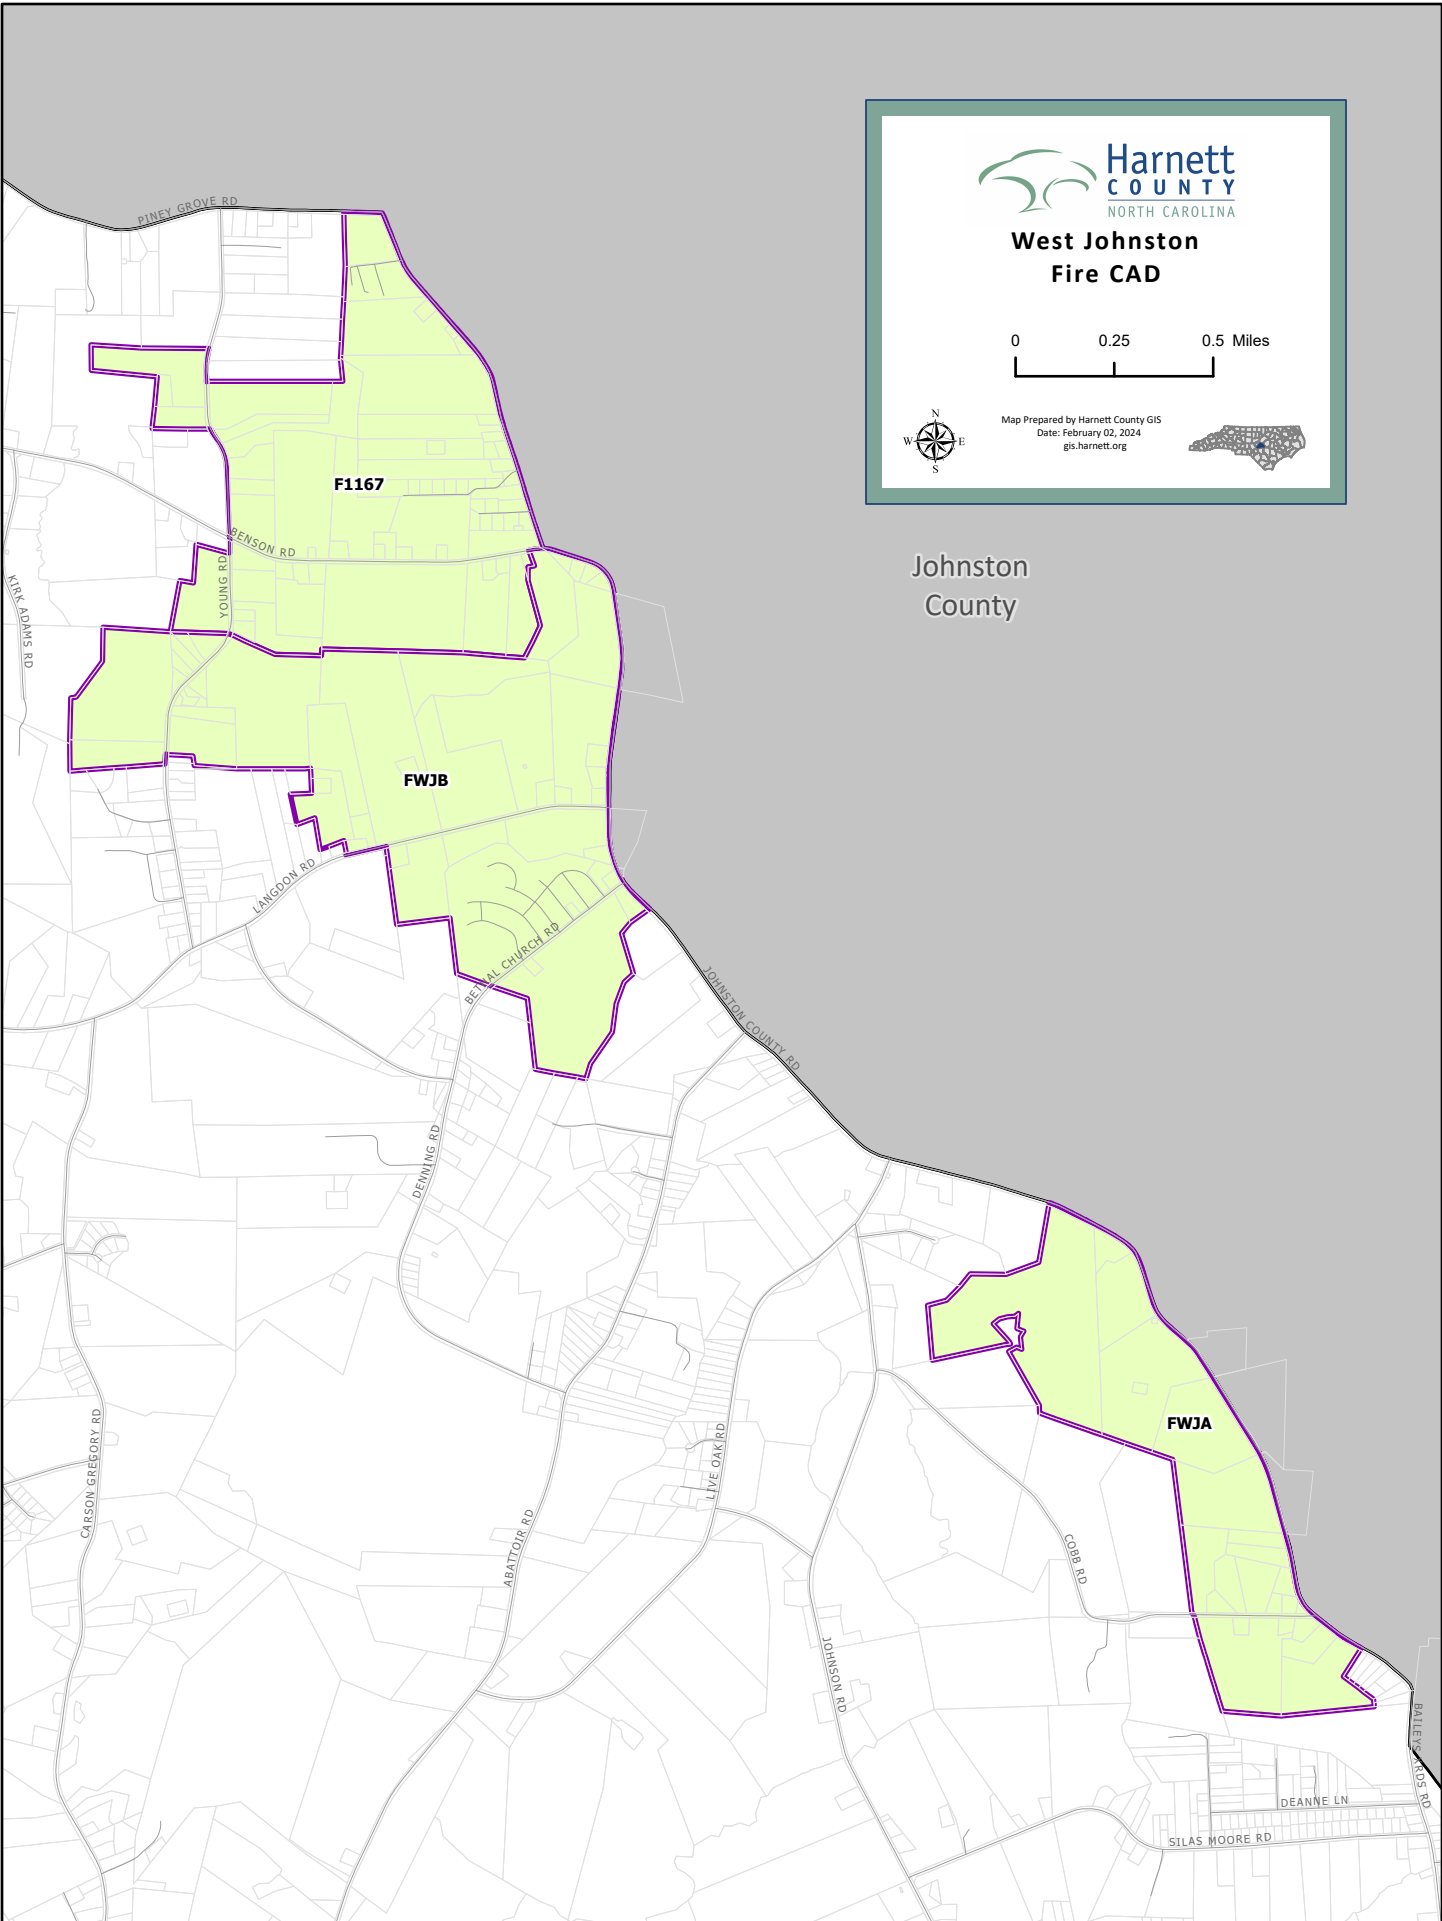 Harnett
COUNTY
NORTH CAROLINA
West Johnston
Fire CAD
0 0.25 0.5 Miles
Map Prepared by Harnett County GIS
Date: February 02, 2024
gis.harnett.org
N
W E
S
PINEY GROVE RD
F1167
BENSON RD
YOUNG RD
KIRK ADAMS RD
Johnston
County
FWJB
LANGDON RD
BETHAL CHURCH RD
JOHNSTON COUNTY RD
DENNING RD
FWJA
CARSON GREGORY RD
LIVE OAK RD
ABATTOIR RD
COBB RD
JOHNSON RD
BAILEYS XRDS RD
DEANNE LN
SILAS MOORE RD